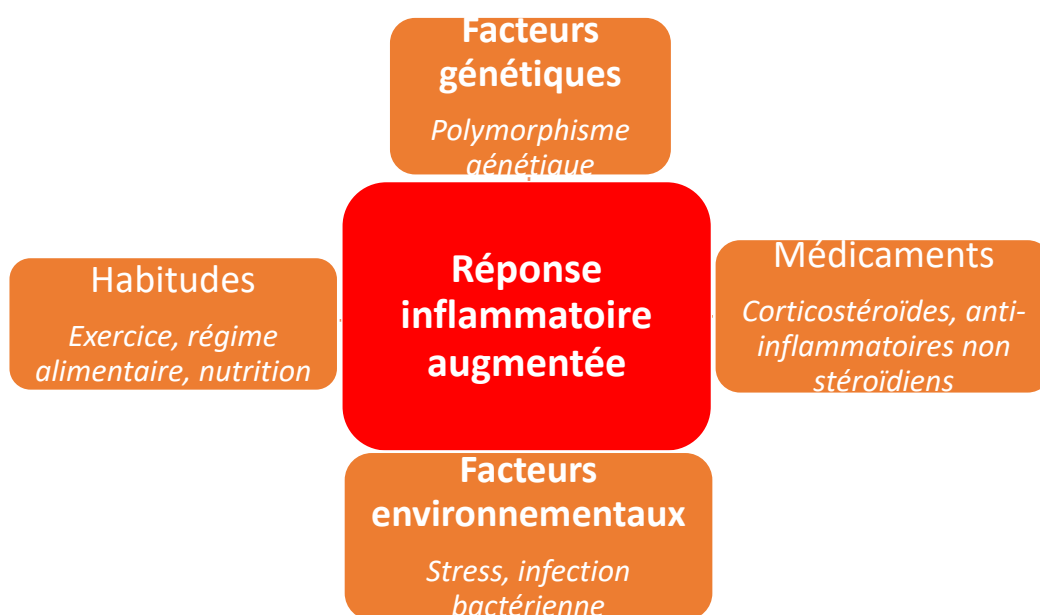 Facteurs
génétiques
Polymorphisme
génétique
Habitudes
Exercice, régime
alimentaire, nutrition
Réponse
inflammatoire
augmentée
Médicaments
Corticostéroïdes, anti-
inflammatoires non
stéroïdiens
Facteurs
environnementaux
Stress, infection
bactérienne